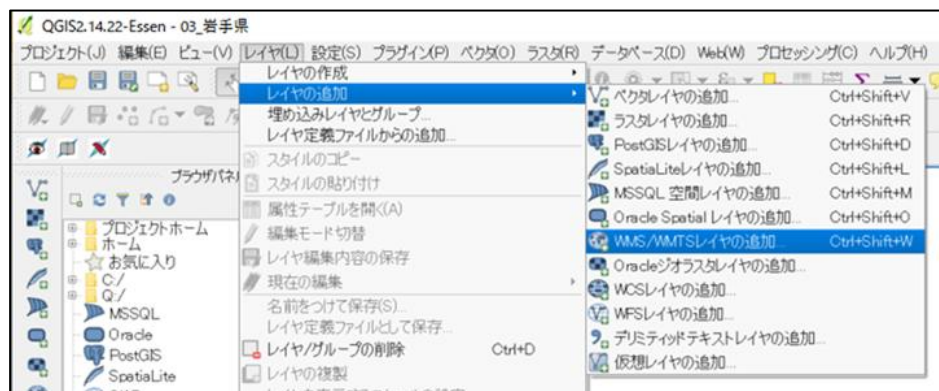 QGIS2.14.22-Essen - 03_岩手県
プロジェクト(J) 編集(E) ビュー(V) レイヤ(L) 設定(S) プラグイン(P) ベクタ(O) ラスタ(R) データベース(D) Web(W) プロセッシング(C) ヘルプ(H)
レイヤの作成
レイヤの追加
埋め込みレイヤとグループ...
レイヤ定義ファイルからの追加...
スタイルのコピー
スタイルの貼り付け
属性テーブルを開く(A)
編集モード切替
レイヤ編集内容の保存
現在の編集
名前をつけて保存(S)...
レイヤ定義ファイルとして保存...
レイヤ/グループの削除 Ctrl+D
レイヤの複製
ベクタレイヤの追加... Ctrl+Shift+V
ラスタレイヤの追加... Ctrl+Shift+R
PostGISレイヤの追加... Ctrl+Shift+D
SpatiaLiteレイヤの追加... Ctrl+Shift+L
MSSQL 空間レイヤの追加... Ctrl+Shift+M
Oracle Spatial レイヤの追加... Ctrl+Shift+O
WMS/WMTSレイヤの追加... Ctrl+Shift+W
Oracleジオラスタレイヤの追加...
WCSレイヤの追加...
WFSレイヤの追加...
デリミティッドテキストレイヤの追加...
仮想レイヤの追加...
ブラウザパネル
プロジェクトホーム
ホーム
お気に入り
C:/
Q:/
MSSQL
Oracle
PostGIS
SpatiaLite